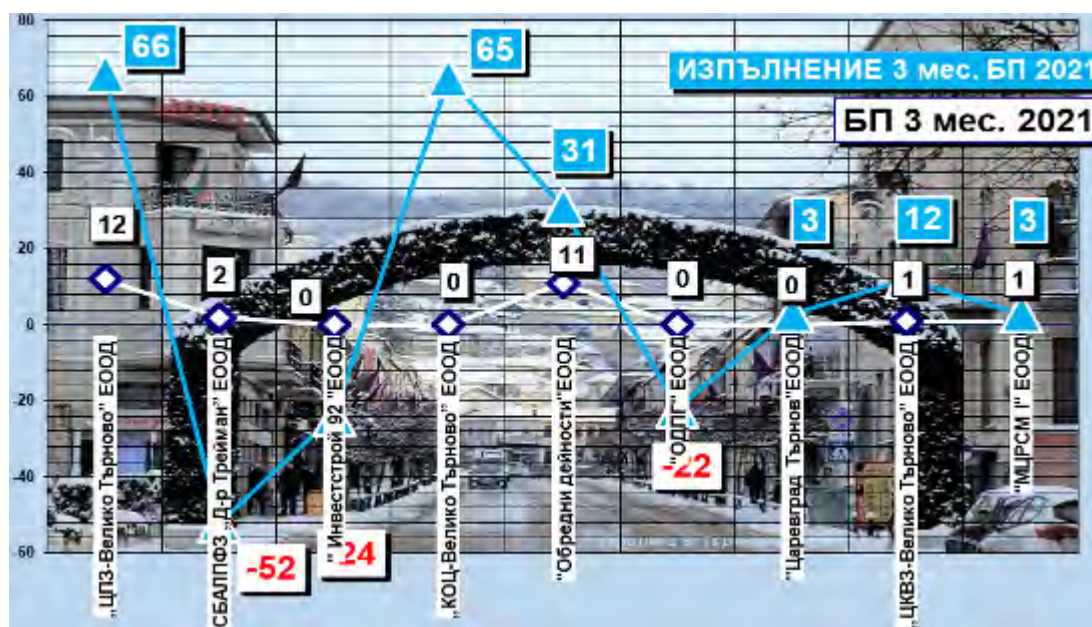 80
66
65
ИЗПЪЛНЕНИЕ 3 мес. БП 2021
60
БП 3 мес. 2021
40
31
12
3
12
3
20
2
0
0
11
0
0
1
1
0
-20
-22
-40
-52
-24
-60
„ЦПЗ-Велико Търново” ЕООД
СБАЛПФЗ „Д-р Трейман” ЕООД
" Инвестстрой 92 "ЕООД
„КОЦ-Велико Търново” ЕООД
"Обредни дейности"ЕООД
"ОДПГ" ЕООД
"Царевград Търнов"ЕООД
„ЦКВЗ-Велико Търново” ЕООД
"МЦРСМ І" ЕООД